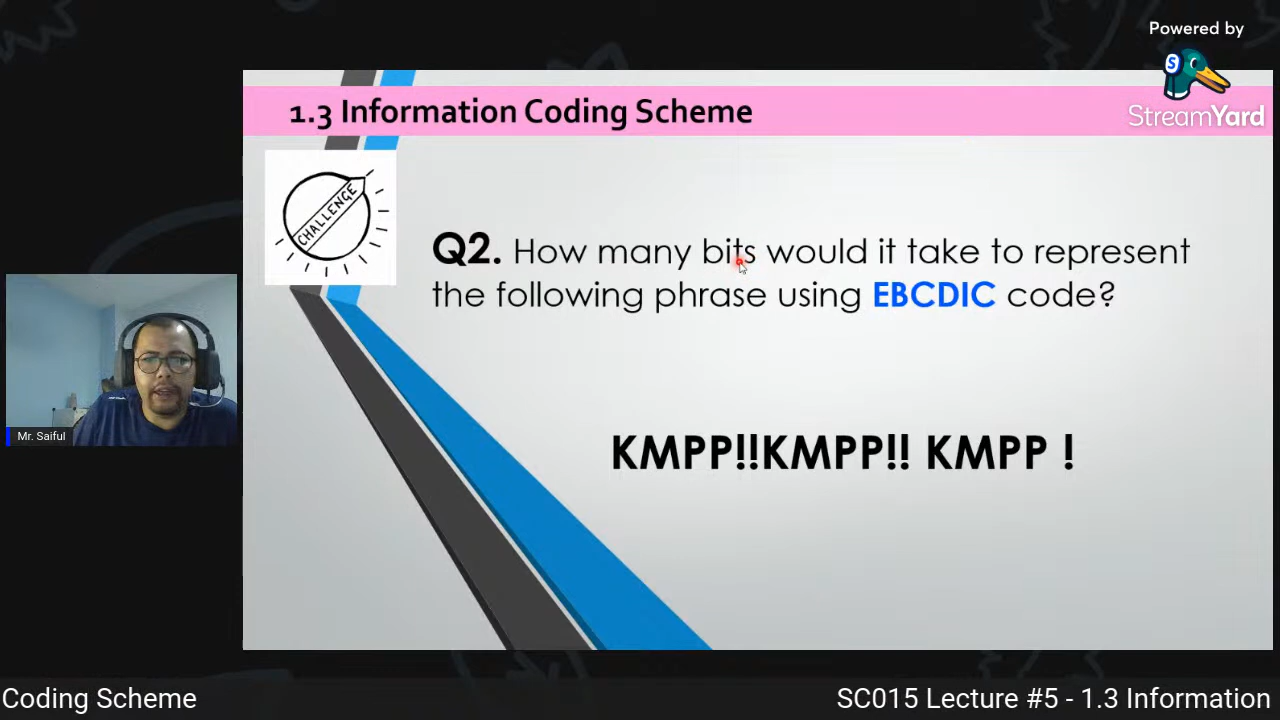 Powered by
StreamYard
1.3 Information Coding Scheme
CHALLENGE
Q2. How many bits would it take to represent
the following phrase using EBCDIC code?
KMPP!!KMPP!! KMPP !
Mr. Saiful
Coding Scheme
SC015 Lecture #5 - 1.3 Information